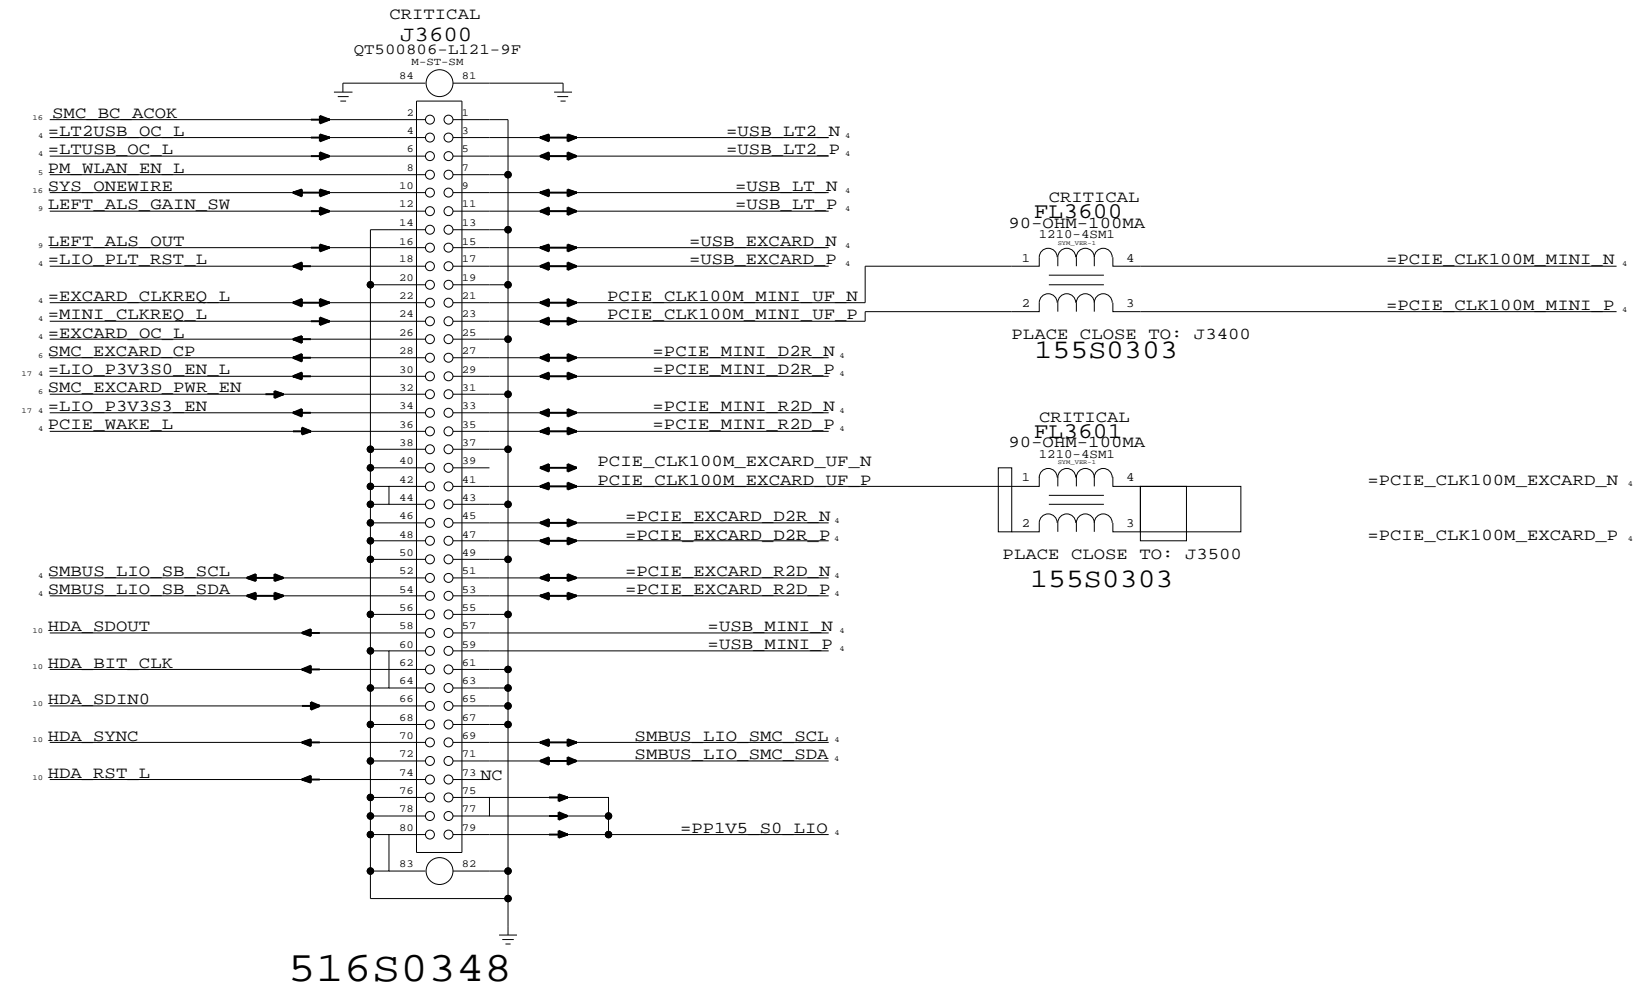 CRITICAL
J3600
QT500806-L121-9F
M-ST-SM
84 81
16 SMC_BC_ACOK 2 1
4 =LT2USB_OC_L 4 3 =USB_LT2_N 4
4 =LTUSB_OC_L 6 5 =USB_LT2_P 4
5 PM_WLAN_EN_L 8 7
16 SYS_ONEWIRE 10 9 =USB_LT_N 4
9 LEFT_ALS_GAIN_SW 12 11 =USB_LT_P 4
14 13
9 LEFT_ALS_OUT 16 15 =USB_EXCARD_N 4
4 =LIO_PLT_RST_L 18 17 =USB_EXCARD_P 4
20 19
4 =EXCARD_CLKREQ_L 22 21 PCIE_CLK100M_MINI_UF_N
4 =MINI_CLKREQ_L 24 23 PCIE_CLK100M_MINI_UF_P
4 =EXCARD_OC_L 26 25
6 SMC_EXCARD_CP 28 27 =PCIE_MINI_D2R_N 4
17 4 =LIO_P3V3S0_EN_L 30 29 =PCIE_MINI_D2R_P 4
6 SMC_EXCARD_PWR_EN 32 31
17 4 =LIO_P3V3S3_EN 34 33 =PCIE_MINI_R2D_N 4
4 PCIE_WAKE_L 36 35 =PCIE_MINI_R2D_P 4
38 37
40 39 PCIE_CLK100M_EXCARD_UF_N
42 41 PCIE_CLK100M_EXCARD_UF_P
44 43
46 45 =PCIE_EXCARD_D2R_N 4
48 47 =PCIE_EXCARD_D2R_P 4
50 49
4 SMBUS_LIO_SB_SCL 52 51 =PCIE_EXCARD_R2D_N 4
4 SMBUS_LIO_SB_SDA 54 53 =PCIE_EXCARD_R2D_P 4
56 55
10 HDA_SDOUT 58 57 =USB_MINI_N 4
60 59 =USB_MINI_P 4
10 HDA_BIT_CLK 62 61
64 63
10 HDA_SDIN0 66 65
68 67
10 HDA_SYNC 70 69 SMBUS_LIO_SMC_SCL 4
72 71 SMBUS_LIO_SMC_SDA 4
10 HDA_RST_L 74 73 NC
76 75
78 77
80 79 =PP1V5_S0_LIO 4
83 82
516S0348
CRITICAL
FL3600
90-OHM-100MA
1210-4SM1
SYM_VER-1
1 4 =PCIE_CLK100M_MINI_N 4
2 3 =PCIE_CLK100M_MINI_P 4
PLACE CLOSE TO: J3400
155S0303
CRITICAL
FL3601
90-OHM-100MA
1210-4SM1
SYM_VER-1
1 4 =PCIE_CLK100M_EXCARD_N 4
2 3 =PCIE_CLK100M_EXCARD_P 4
PLACE CLOSE TO: J3500
155S0303